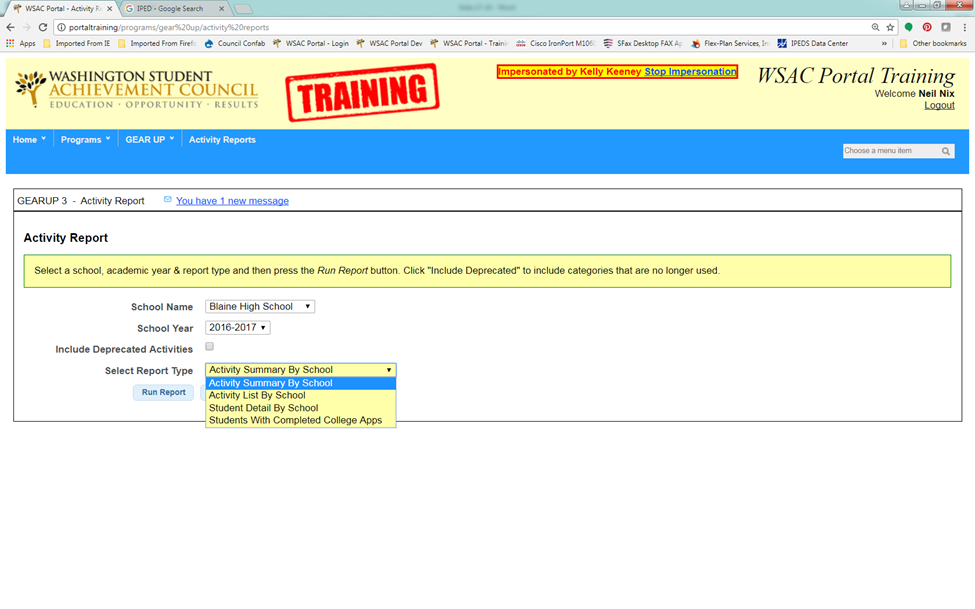 WSAC Portal - Activity R
IPED - Google Search
portaltraining/programs/gear%20up/activity%20reports
Apps Imported From IE Imported From Firefo Council Confab WSAC Portal - Login WSAC Portal Dev WSAC Portal - Traini Cisco IronPort M106 SFax Desktop FAX Ap Flex-Plan Services, In IPEDS Data Center » Other bookmarks
WASHINGTON STUDENT
ACHIEVEMENT COUNCIL
EDUCATION · OPPORTUNITY · RESULTS
TRAINING
Impersonated by Kelly Keeney Stop Impersonation
WSAC Portal Training
Welcome Neil Nix
Logout
Home Programs GEAR UP Activity Reports
Choose a menu item
GEARUP 3 - Activity Report You have 1 new message
Activity Report
Select a school, academic year & report type and then press the Run Report button. Click "Include Deprecated" to include categories that are no longer used.
School Name Blaine High School
School Year 2016-2017
Include Deprecated Activities
Select Report Type Activity Summary By School
Activity Summary By School
Run Report
Activity List By School
Student Detail By School
Students With Completed College Apps